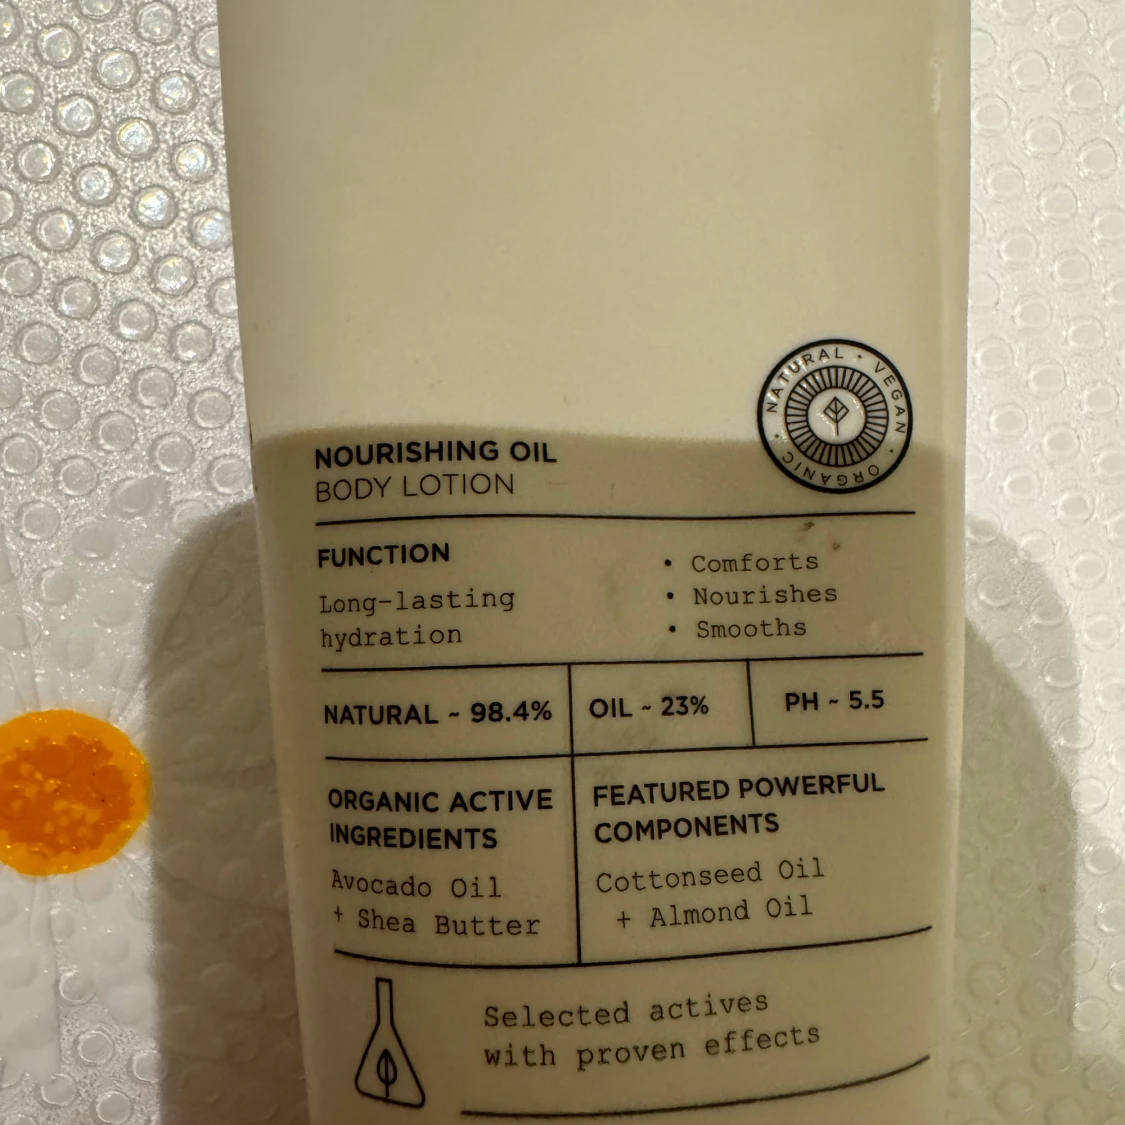 NATURAL · VEGAN · ORGANIC ·
NOURISHING OIL
BODY LOTION
FUNCTION
Long-lasting
hydration
• Comforts
• Nourishes
• Smooths
NATURAL ~ 98.4%
OIL ~ 23%
PH ~ 5.5
ORGANIC ACTIVE
INGREDIENTS
Avocado Oil
+ Shea Butter
FEATURED POWERFUL
COMPONENTS
Cottonseed Oil
+ Almond Oil
Selected actives
with proven effects